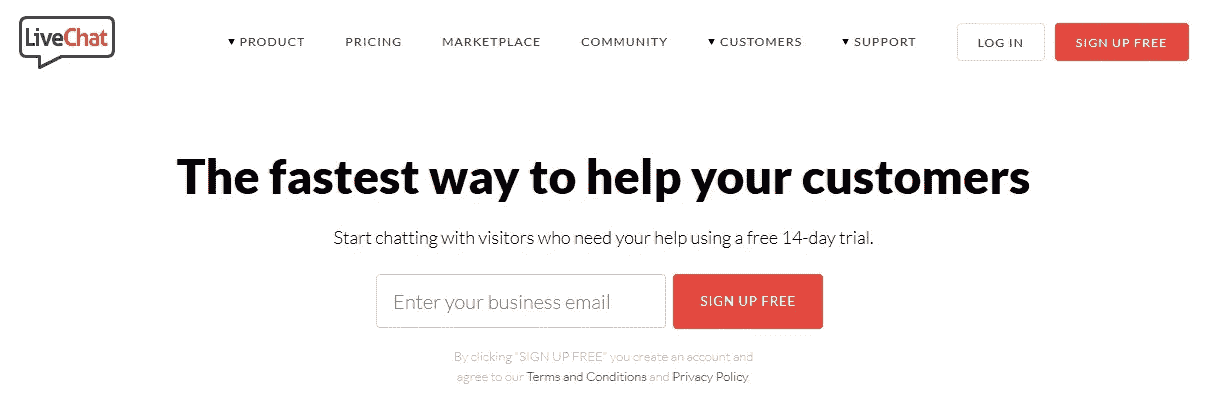 LiveChat
▼ PRODUCT PRICING MARKETPLACE COMMUNITY ▼ CUSTOMERS ▼ SUPPORT LOG IN SIGN UP FREE
The fastest way to help your customers
Start chatting with visitors who need your help using a free 14-day trial.
Enter your business email SIGN UP FREE
By clicking "SIGN UP FREE" you create an account and
agree to our Terms and Conditions and Privacy Policy